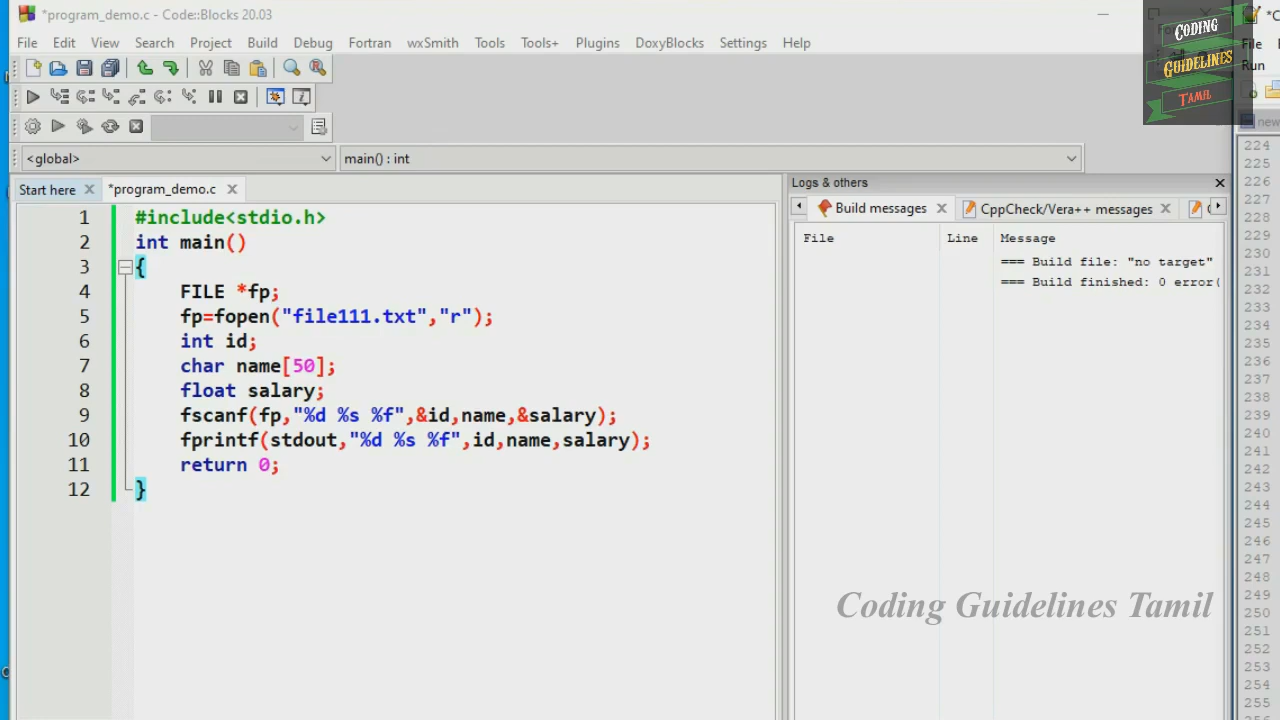 *program_demo.c - Code::Blocks 20.03
File Edit View Search Project Build Debug Fortran wxSmith Tools Tools+ Plugins DoxyBlocks Settings Help
<global>
main() : int
Start here
*program_demo.c
1 #include<stdio.h>
2 int main()
3 {
4 FILE *fp;
5 fp=fopen("file111.txt","r");
6 int id;
7 char name[50];
8 float salary;
9 fscanf(fp,"%d %s %f",&id,name,&salary);
10 fprintf(stdout,"%d %s %f",id,name,salary);
11 return 0;
12 }
Logs & others
Build messages
CppCheck/Vera++ messages
File Line Message
=== Build file: "no target"
=== Build finished: 0 error(
Coding Guidelines Tamil
CODING
GUIDELINES
TAMIL
*C
File
Run
new
224
225
226
227
228
229
230
231
232
233
234
235
236
237
238
239
240
241
242
243
244
245
246
247
248
249
250
251
252
253
254
255